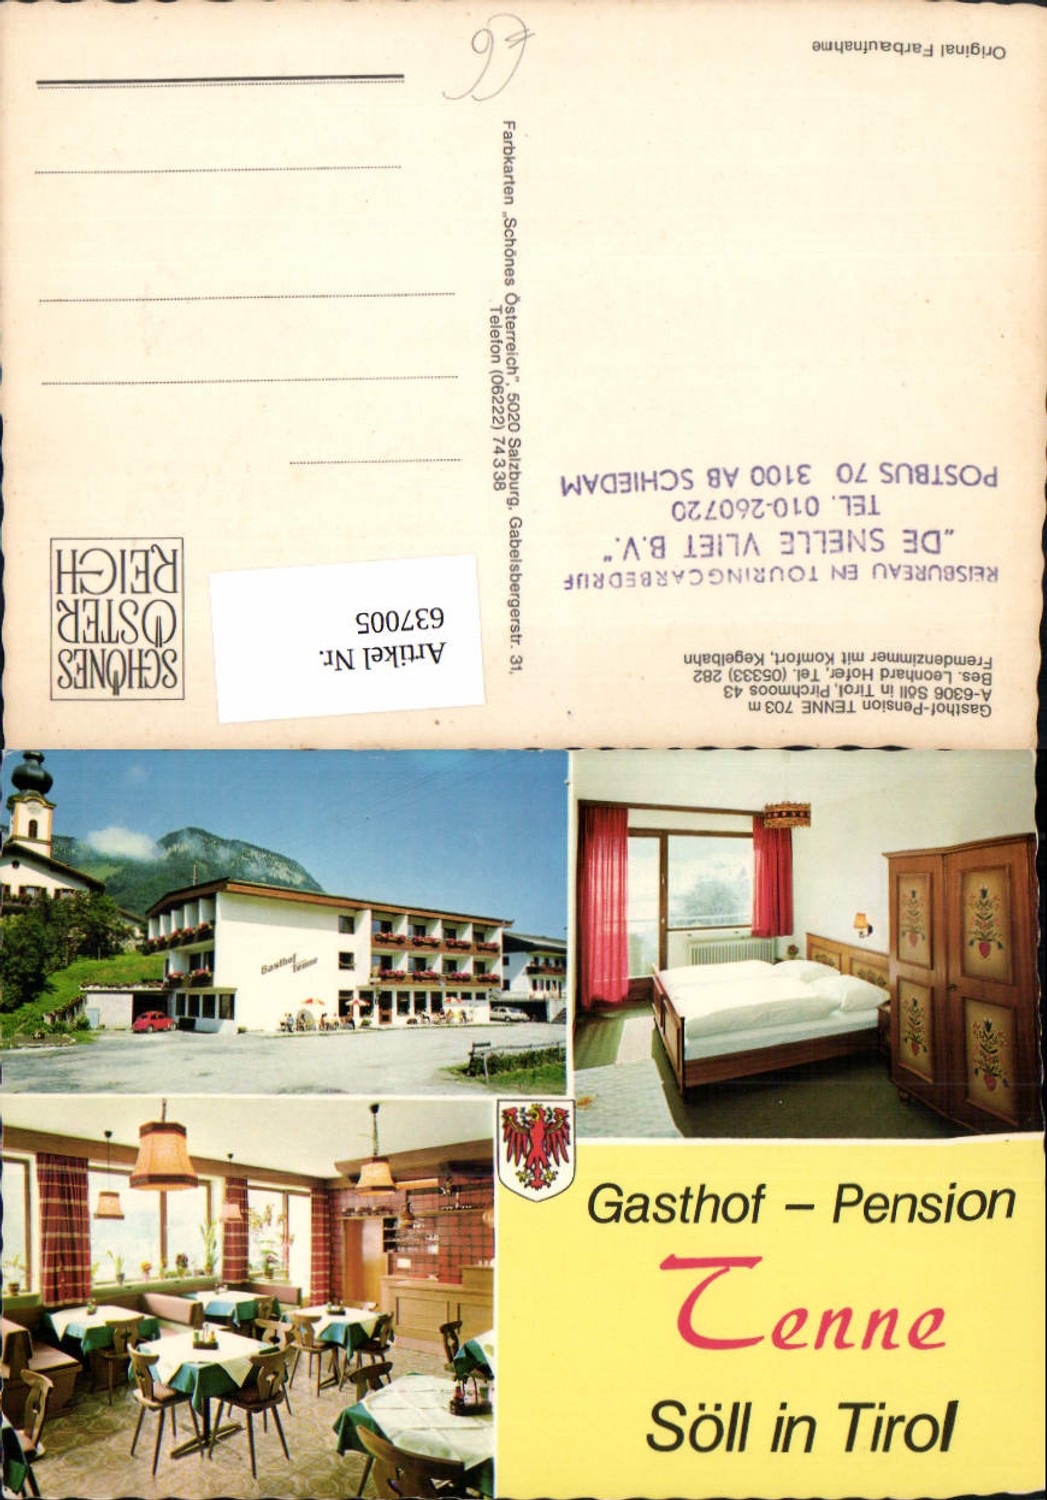 Original Farbaufnahme
Gasthof-Pension TENNE 703 m
A-6306 Söll in Tirol, Pirchmoos 43
Bes. Leonhard Hofer, Tel. (05333) 282
Fremdenzimmer mit Komfort, Kegelbahn
REISBUREAU EN TOURINGCARBEDRIJF
„DE SNELLE VLIET B.V.”
TEL. 010-260720
POSTBUS 70 3100 AB SCHIEDAM
Farbkarten „Schönes Österreich”, 5020 Salzburg, Gabelsbergerstr. 31,
Telefon (06222) 74338
Artikel Nr.
637005
SCHÖNES
ÖSTER
REICH
Gasthof
Tenne
Gasthof – Pension
Tenne
Söll in Tirol